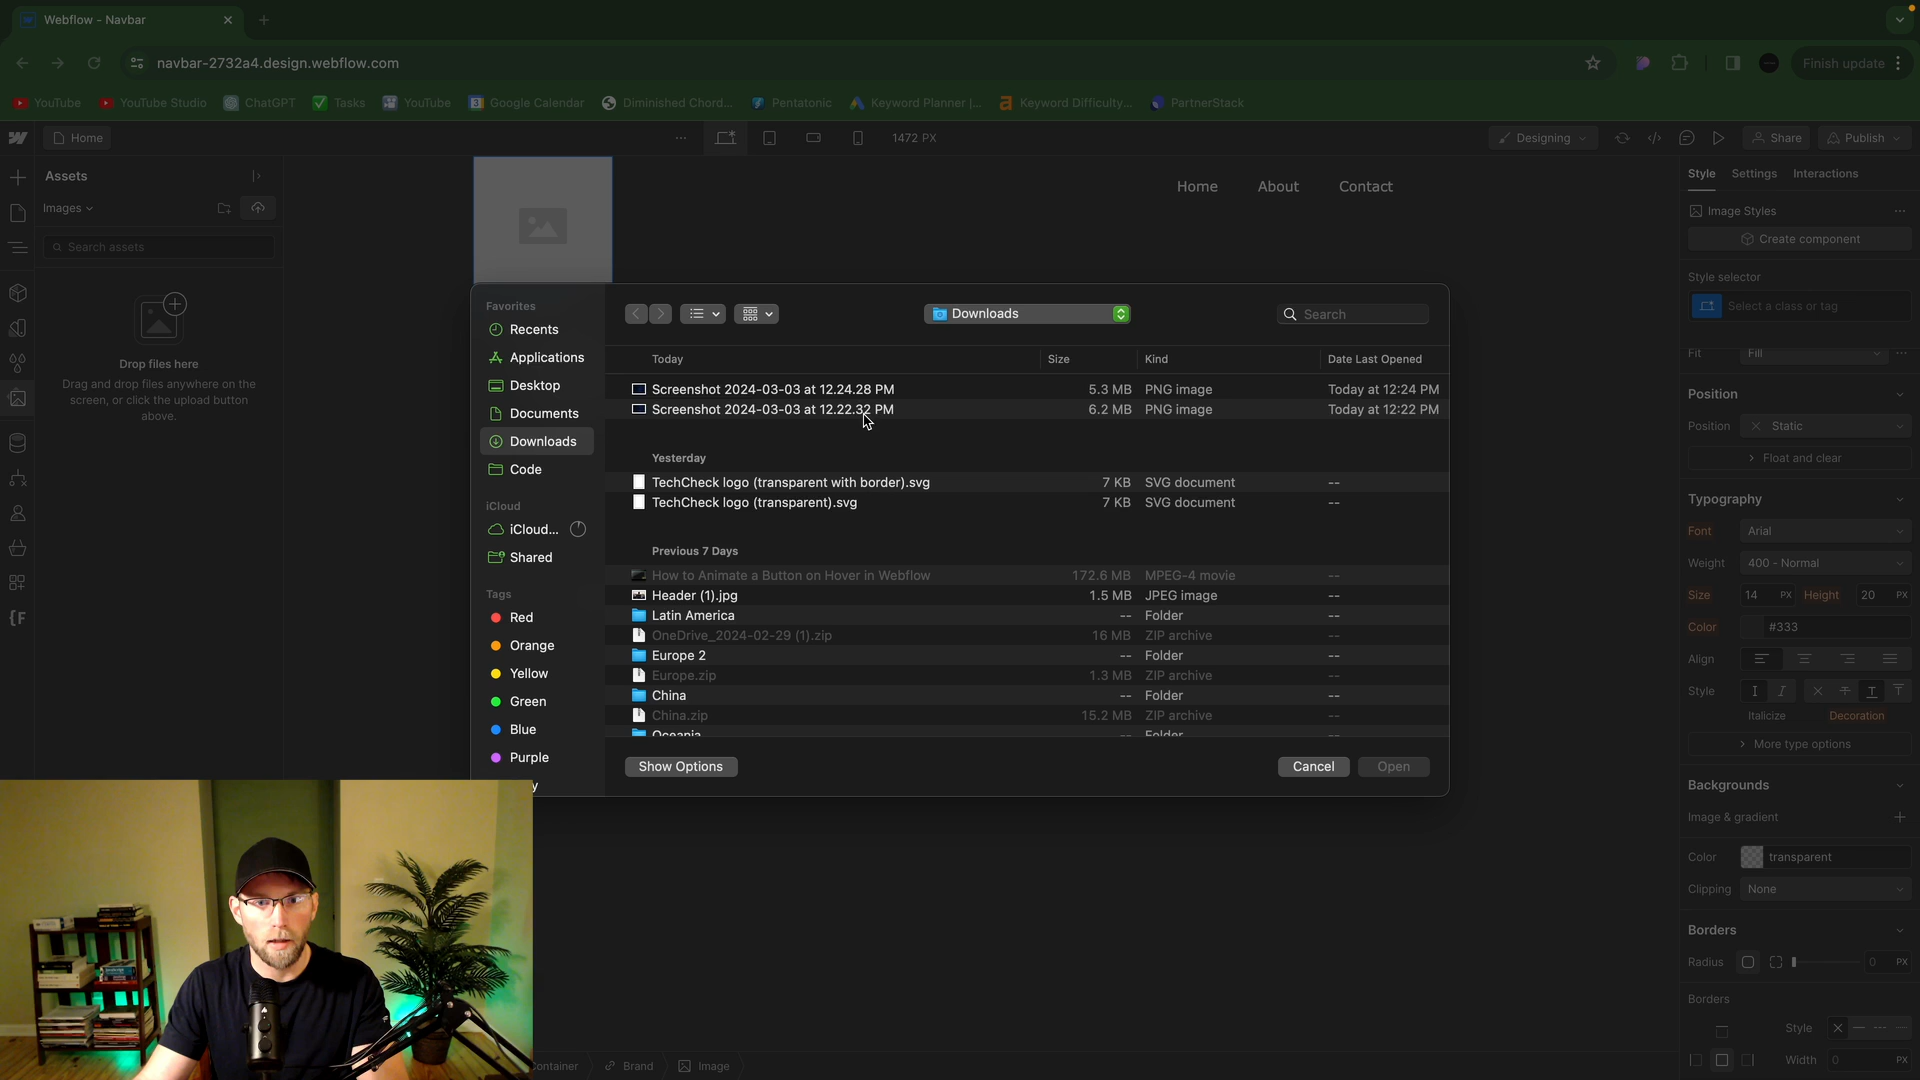 Webflow - Navbar
navbar-2732a4.design.webflow.com
Finish update
YouTube
YouTube Studio
ChatGPT
Tasks
YouTube
Google Calendar
Diminished Chord...
Pentatonic
Keyword Planner |...
Keyword Difficulty...
PartnerStack
Home
1472 PX
Designing
Share
Publish
Assets
Images
Search assets
Drop files here
Drag and drop files anywhere on the
screen, or click the upload button
above.
Home
About
Contact
Favorites
Recents
Applications
Desktop
Documents
Downloads
Code
iCloud
iCloud...
Shared
Tags
Red
Orange
Yellow
Green
Blue
Purple
Downloads
Search
Today
Size
Kind
Date Last Opened
Screenshot 2024-03-03 at 12.24.28 PM
5.3 MB
PNG image
Today at 12:24 PM
Screenshot 2024-03-03 at 12.22.32 PM
6.2 MB
PNG image
Today at 12:22 PM
Yesterday
TechCheck logo (transparent with border).svg
7 KB
SVG document
--
TechCheck logo (transparent).svg
7 KB
SVG document
--
Previous 7 Days
How to Animate a Button on Hover in Webflow
172.6 MB
MPEG-4 movie
--
Header (1).jpg
1.5 MB
JPEG image
--
Latin America
--
Folder
--
OneDrive_2024-02-29 (1).zip
16 MB
ZIP archive
--
Europe 2
--
Folder
--
Europe.zip
1.3 MB
ZIP archive
--
China
--
Folder
--
China.zip
15.2 MB
ZIP archive
--
Oceania
--
Folder
--
Show Options
Cancel
Open
Style
Settings
Interactions
Image Styles
Create component
Style selector
Select a class or tag
Fit
Fill
Position
Position
Static
Float and clear
Typography
Font
Arial
Weight
400 - Normal
Size
14
PX
Height
20
PX
Color
#333
Align
Style
Italicize
Decoration
More type options
Backgrounds
Image & gradient
Color
transparent
Clipping
None
Borders
Radius
0
PX
Borders
Style
Width
0
PX
ontainer
Brand
Image